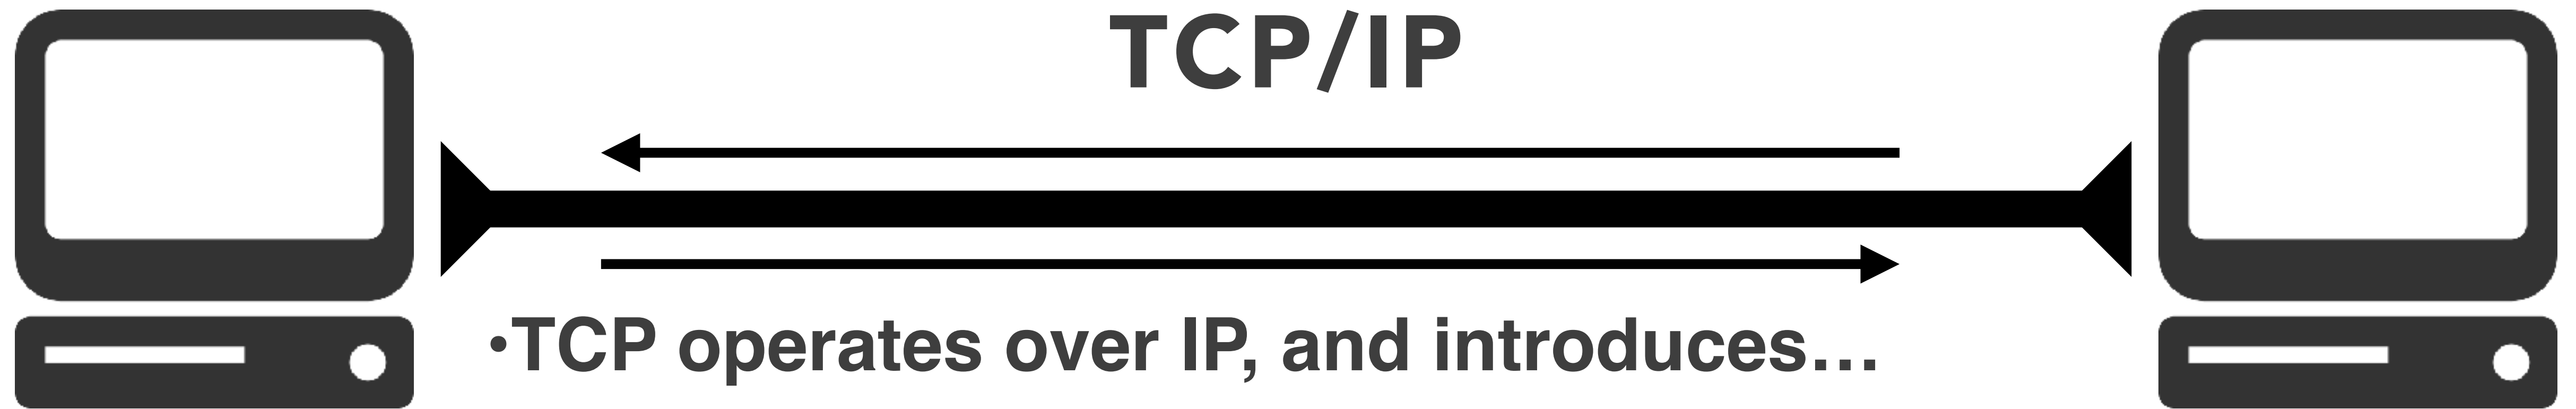 TCP/IP
•TCP operates over IP, and introduces…